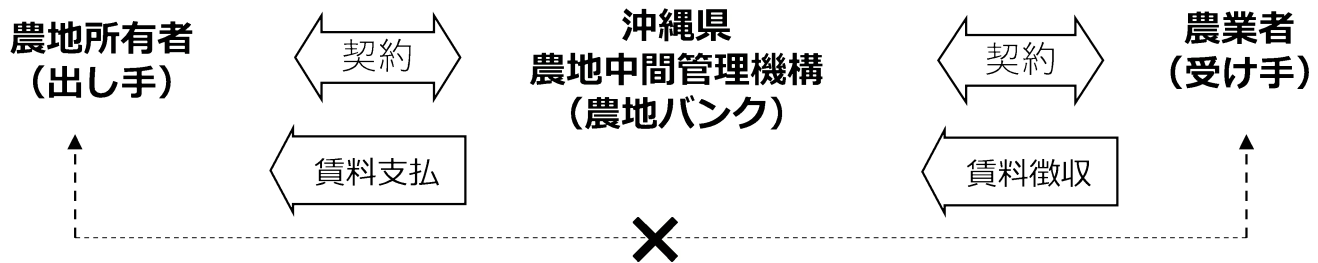 農地所有者
（出し手）
契約
沖縄県
農地中間管理機構
（農地バンク）
契約
農業者
（受け手）
賃料支払
賃料徴収